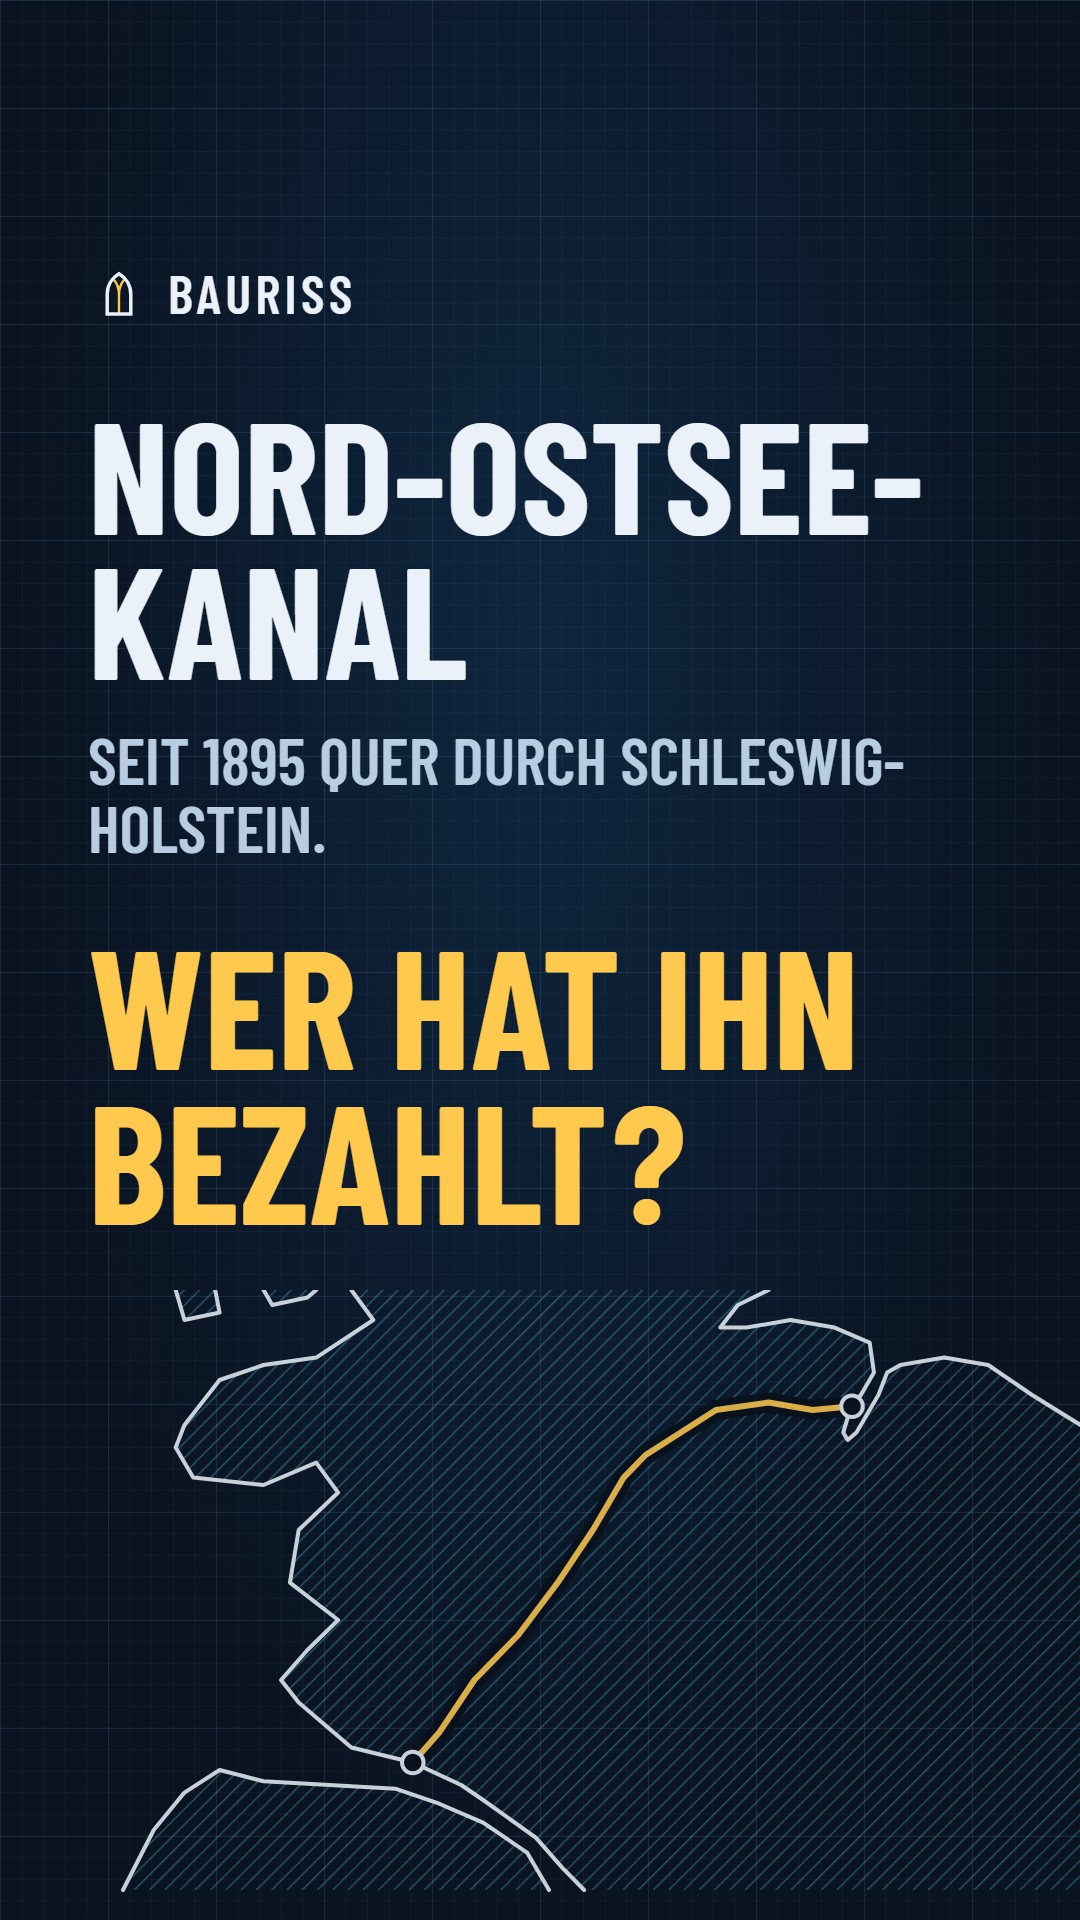 BAURISS
NORD-OSTSEE-
KANAL
SEIT 1895 QUER DURCH SCHLESWIG-
HOLSTEIN.
WER HAT IHN
BEZAHLT?